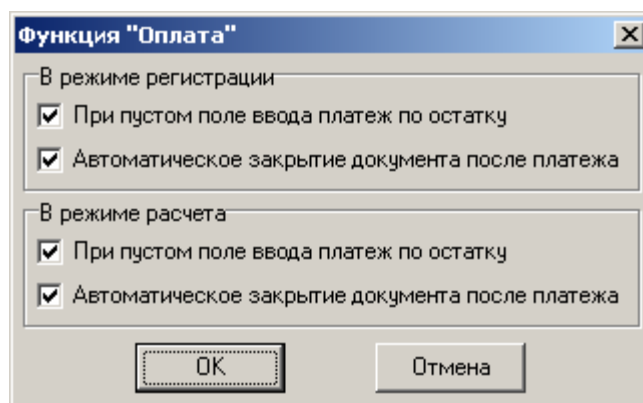 Функция "Оплата"
В режиме регистрации
При пустом поле ввода платеж по остатку
Автоматическое закрытие документа после платежа
В режиме расчета
При пустом поле ввода платеж по остатку
Автоматическое закрытие документа после платежа
OK
Отмена